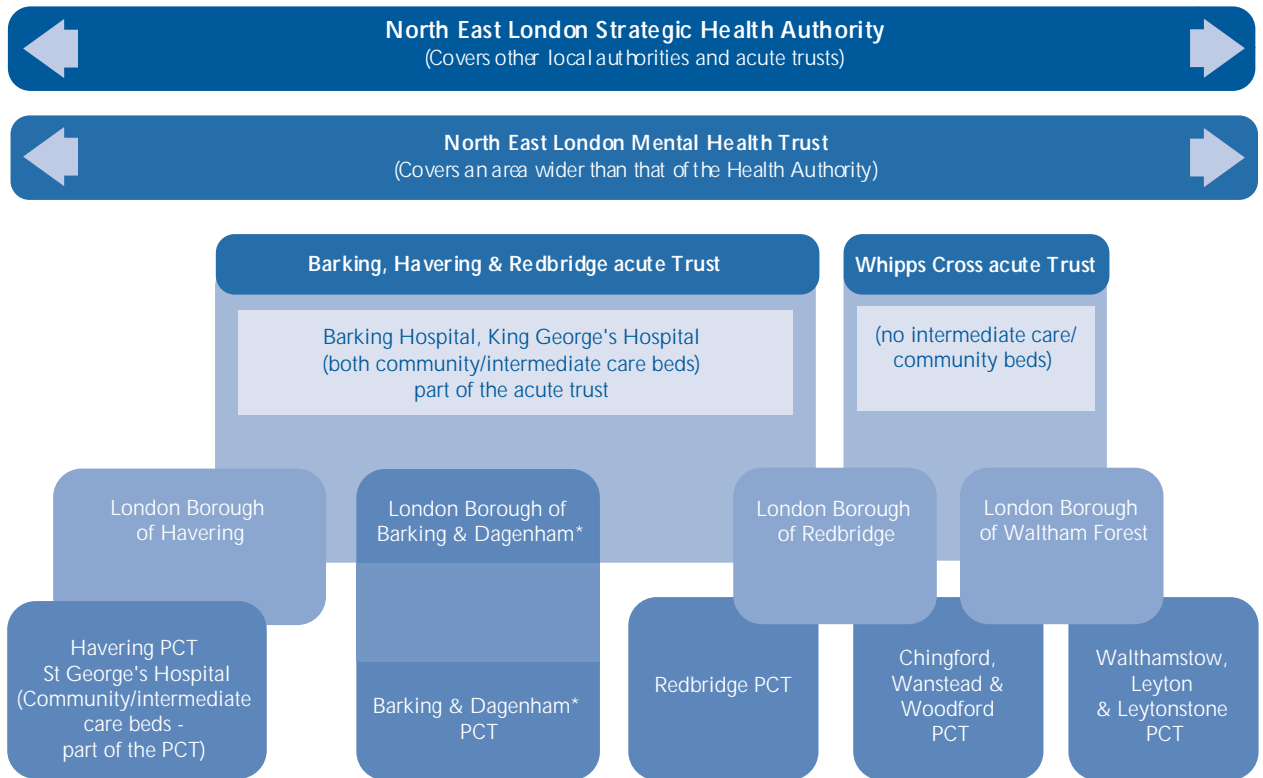 North East London Strategic Health Authority
(Covers other local authorities and acute trusts)
North East London Mental Health Trust
(Covers an area wider than that of the Health Authority)
Barking, Havering & Redbridge acute Trust
Barking Hospital, King George's Hospital
(both community/intermediate care beds)
part of the acute trust
Whipps Cross acute Trust
(no intermediate care/
community beds)
London Borough
of Havering
London Borough of
Barking & Dagenham*
London Borough
of Redbridge
London Borough
of Waltham Forest
Havering PCT
St George's Hospital
(Community/intermediate
care beds -
part of the PCT)
Barking & Dagenham*
PCT
Redbridge PCT
Chingford,
Wanstead &
Woodford
PCT
Walthamstow,
Leyton
& Leytonstone
PCT